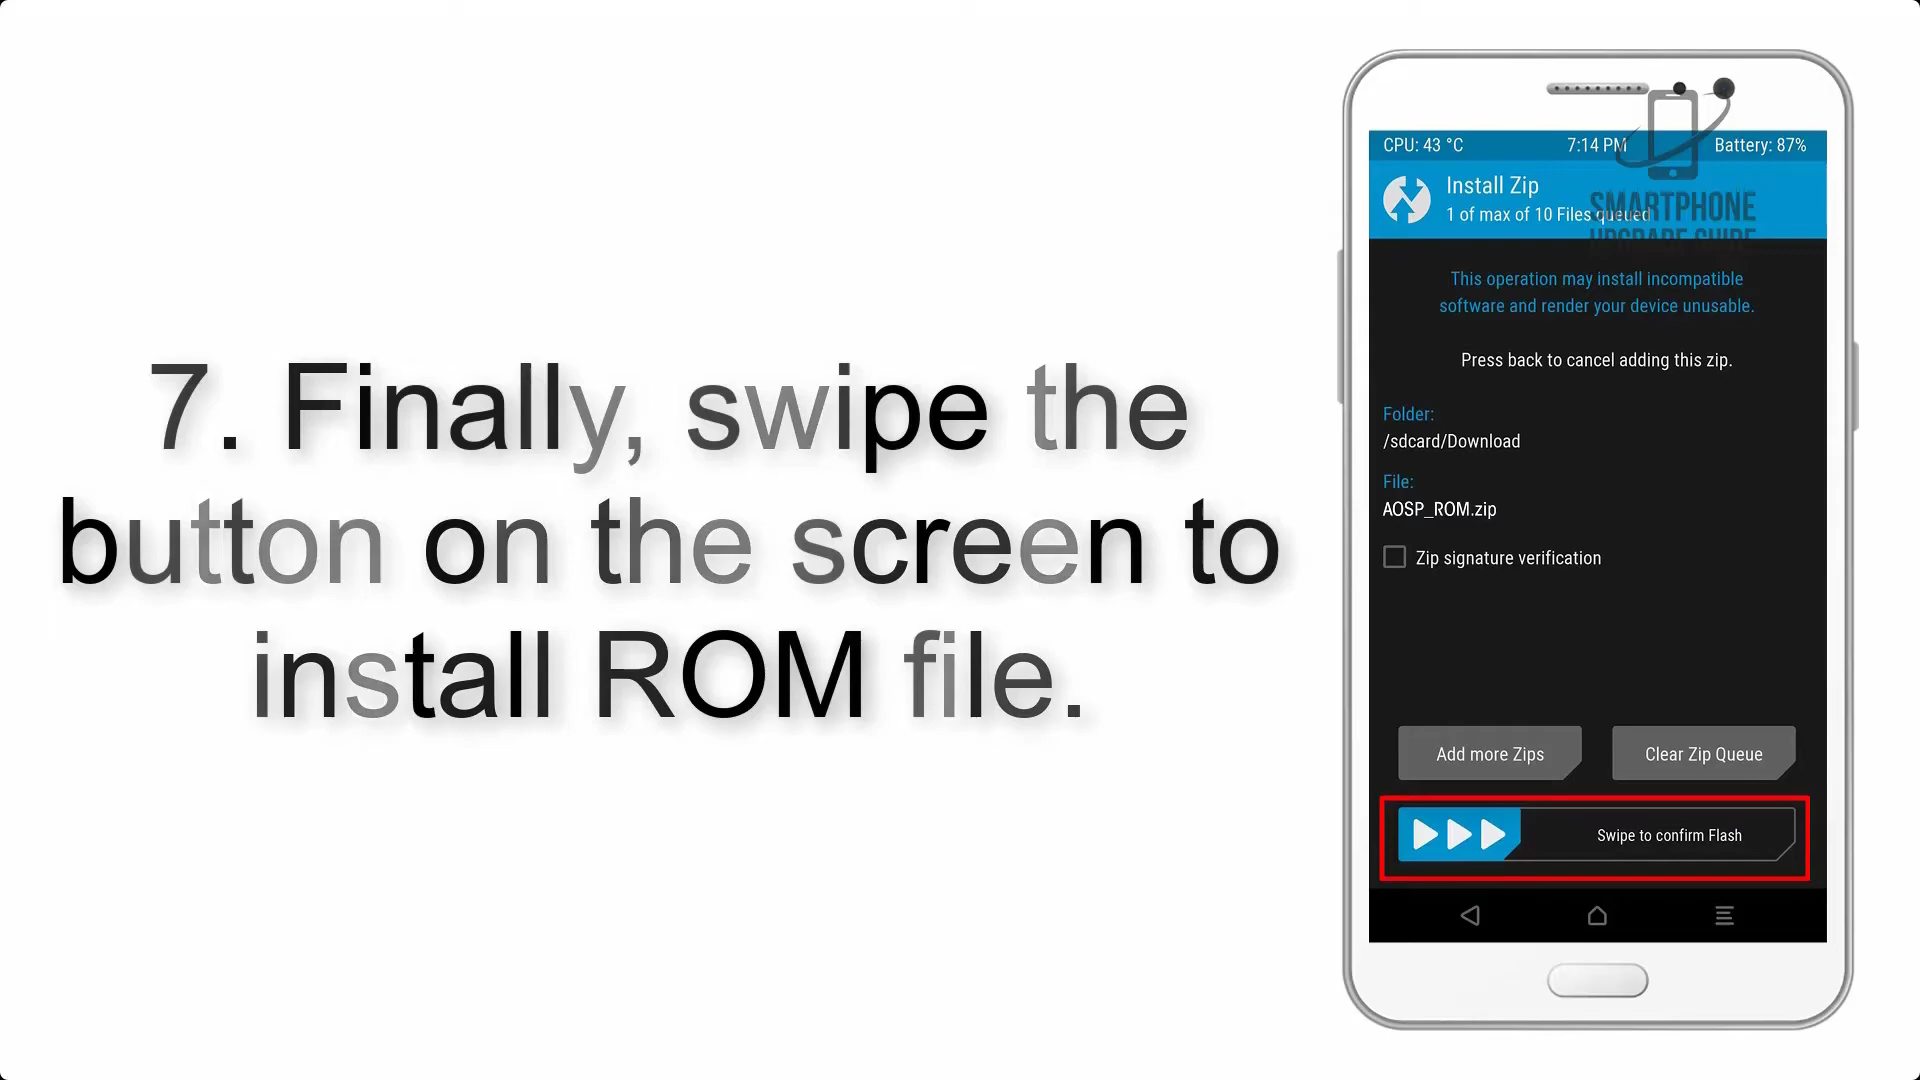 7. Finally, swipe the
button on the screen to
install ROM file.
CPU: 43 °C 7:14 PM Battery: 87%
Install Zip
1 of max of 10 Files queued
SMARTPHONE
UPGRADE GUIDE
This operation may install incompatible
software and render your device unusable.
Press back to cancel adding this zip.
Folder:
/sdcard/Download
File:
AOSP_ROM.zip
Zip signature verification
Add more Zips Clear Zip Queue
Swipe to confirm Flash